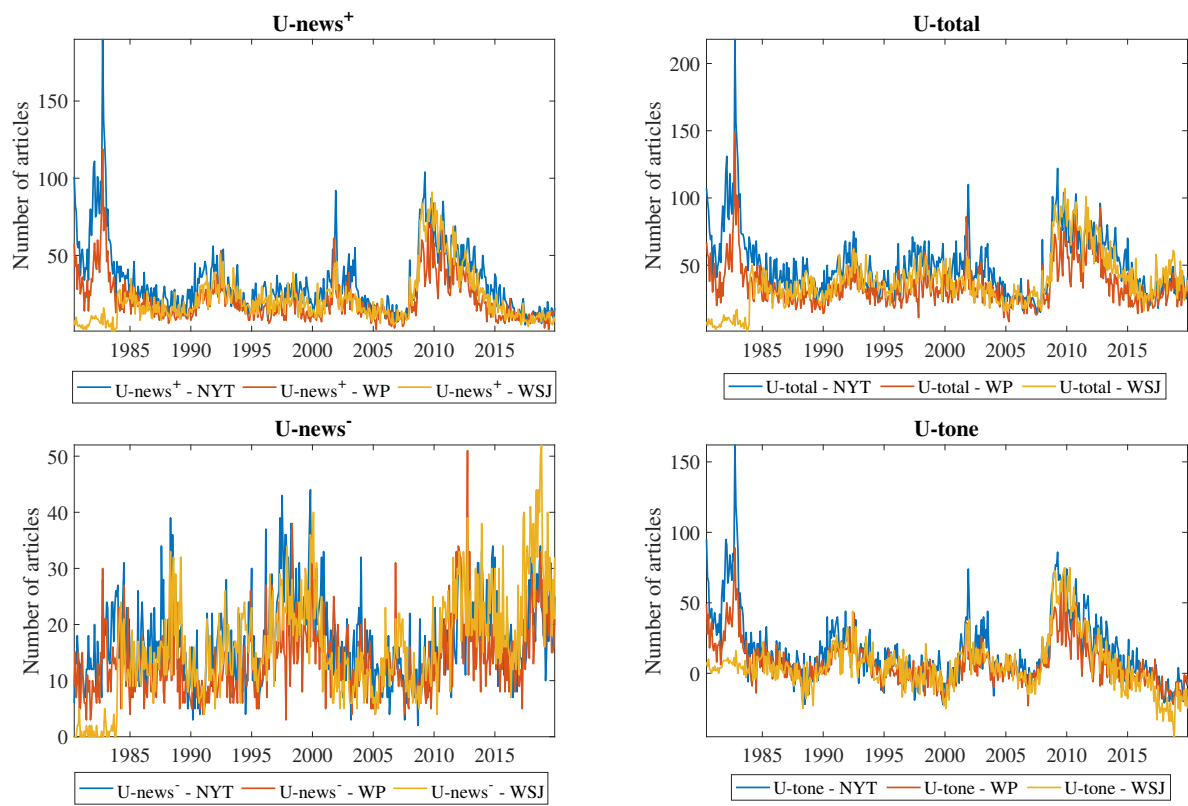 U-news⁺
Number of articles
150
100
50
1985 1990 1995 2000 2005 2010 2015
U-news⁺ - NYT U-news⁺ - WP U-news⁺ - WSJ
U-total
Number of articles
200
150
100
50
1985 1990 1995 2000 2005 2010 2015
U-total - NYT U-total - WP U-total - WSJ
U-news⁻
Number of articles
50
40
30
20
10
0
1985 1990 1995 2000 2005 2010 2015
U-news⁻ - NYT U-news⁻ - WP U-news⁻ - WSJ
U-tone
Number of articles
150
100
50
0
1985 1990 1995 2000 2005 2010 2015
U-tone - NYT U-tone - WP U-tone - WSJ